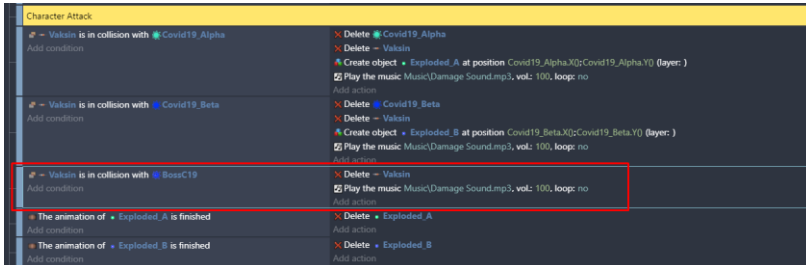 Character Attack
Vaksin is in collision with Covid19_Alpha
Add condition
Delete Covid19_Alpha
Delete Vaksin
Create object Exploded_A at position Covid19_Alpha.X();Covid19_Alpha.Y() (layer: )
Play the music Music\Damage Sound.mp3, vol.: 100, loop: no
Add action
Vaksin is in collision with Covid19_Beta
Add condition
Delete Covid19_Beta
Delete Vaksin
Create object Exploded_B at position Covid19_Beta.X();Covid19_Beta.Y() (layer: )
Play the music Music\Damage Sound.mp3, vol.: 100, loop: no
Add action
Vaksin is in collision with BossC19
Add condition
Delete Vaksin
Play the music Music\Damage Sound.mp3, vol.: 100, loop: no
Add action
The animation of Exploded_A is finished
Add condition
Delete Exploded_A
Add action
The animation of Exploded_B is finished
Add condition
Delete Exploded_B
Add action